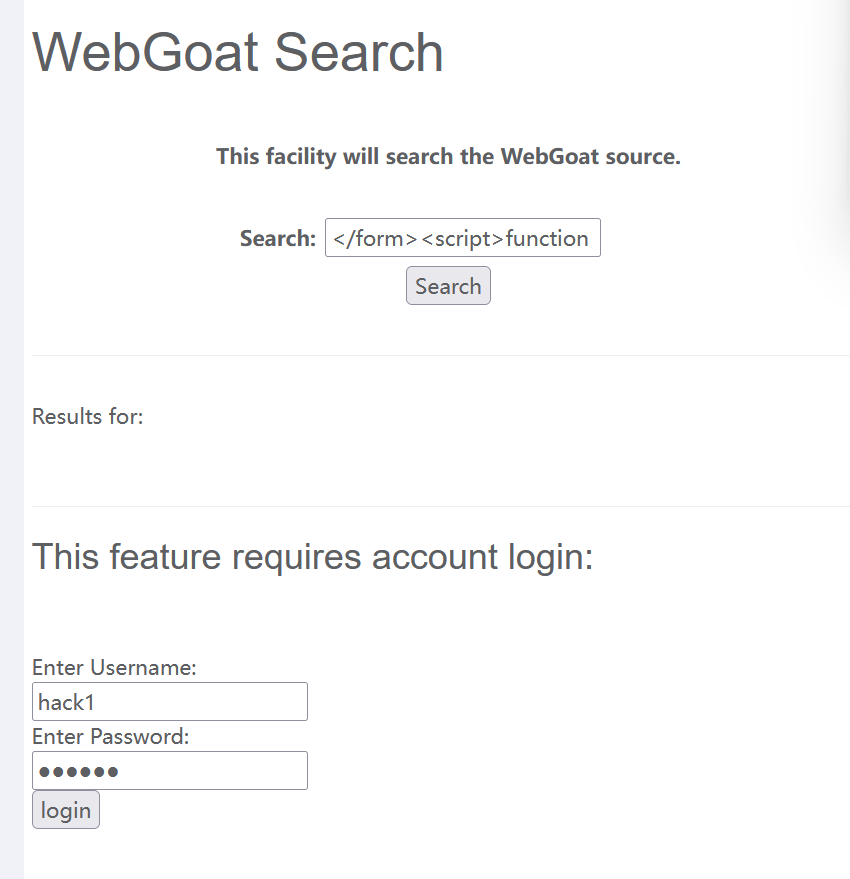 WebGoat Search
This facility will search the WebGoat source.
Search: </form><script>function
Search
Results for:
This feature requires account login:
Enter Username:
hack1
Enter Password:
●●●●●●
login